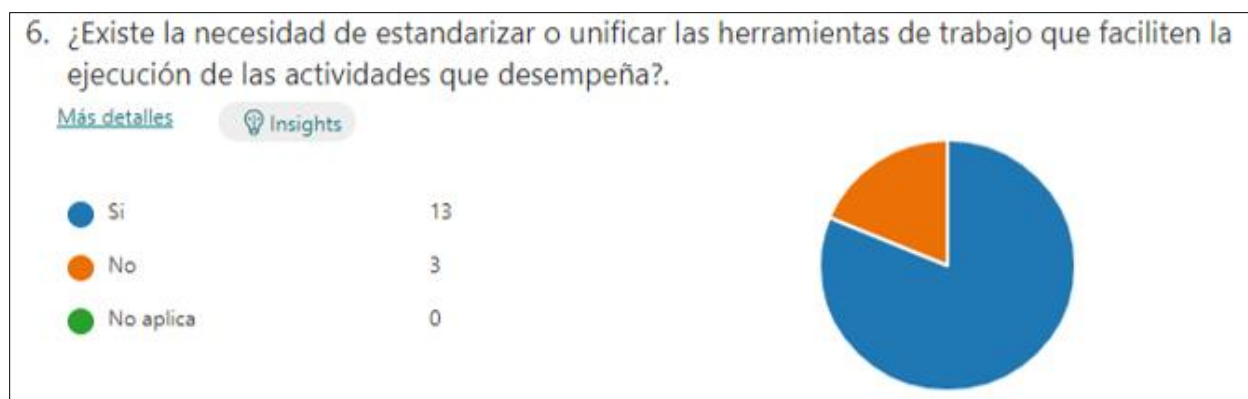 6. ¿Existe la necesidad de estandarizar o unificar las herramientas de trabajo que faciliten la
ejecución de las actividades que desempeña?.
Más detalles Insights
Si 13
No 3
No aplica 0